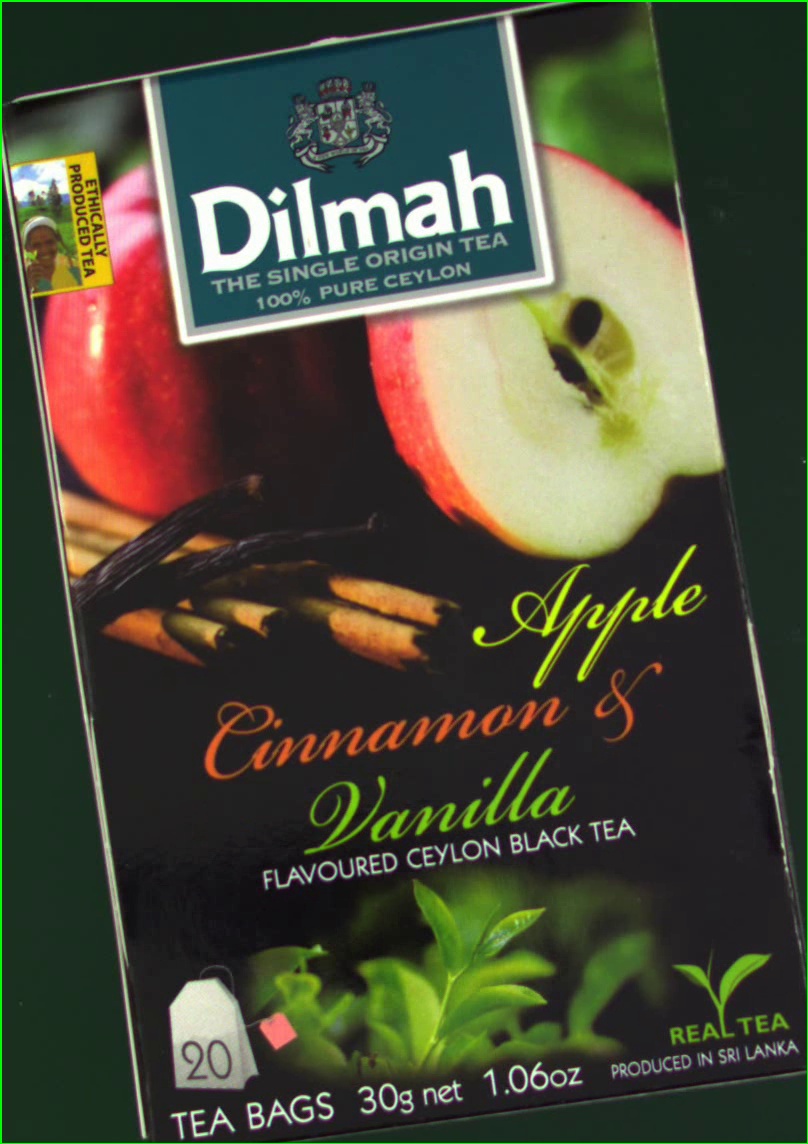 Dilmah
THE SINGLE ORIGIN TEA
100% PURE CEYLON
ETHICALLY
PRODUCED TEA
Apple
Cinnamon &
Vanilla
FLAVOURED CEYLON BLACK TEA
20
TEA BAGS 30g net 1.06oz
REAL TEA
PRODUCED IN SRI LANKA